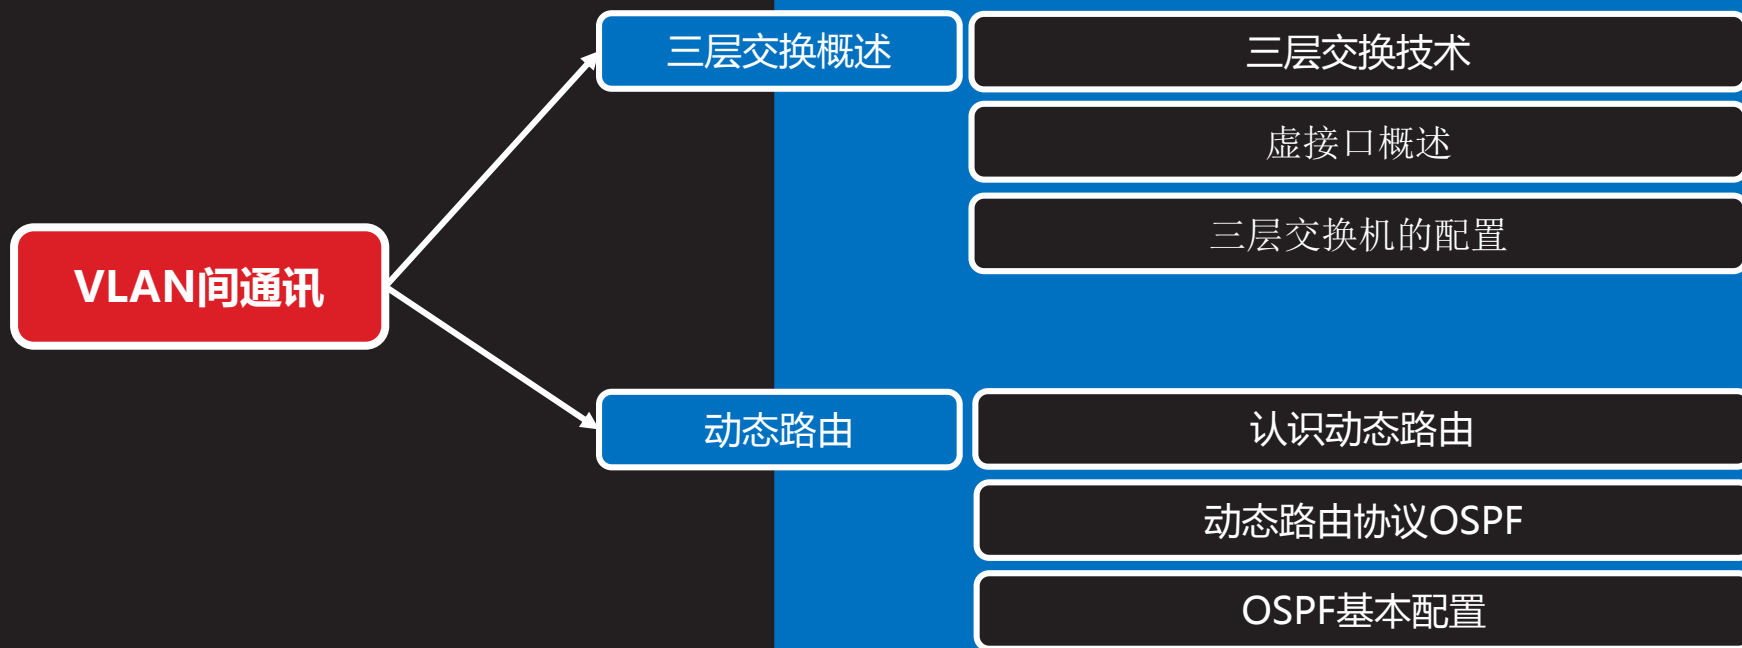 三层交换概述
三层交换技术
虚接口概述
三层交换机的配置
VLAN间通讯
动态路由
认识动态路由
动态路由协议OSPF
OSPF基本配置